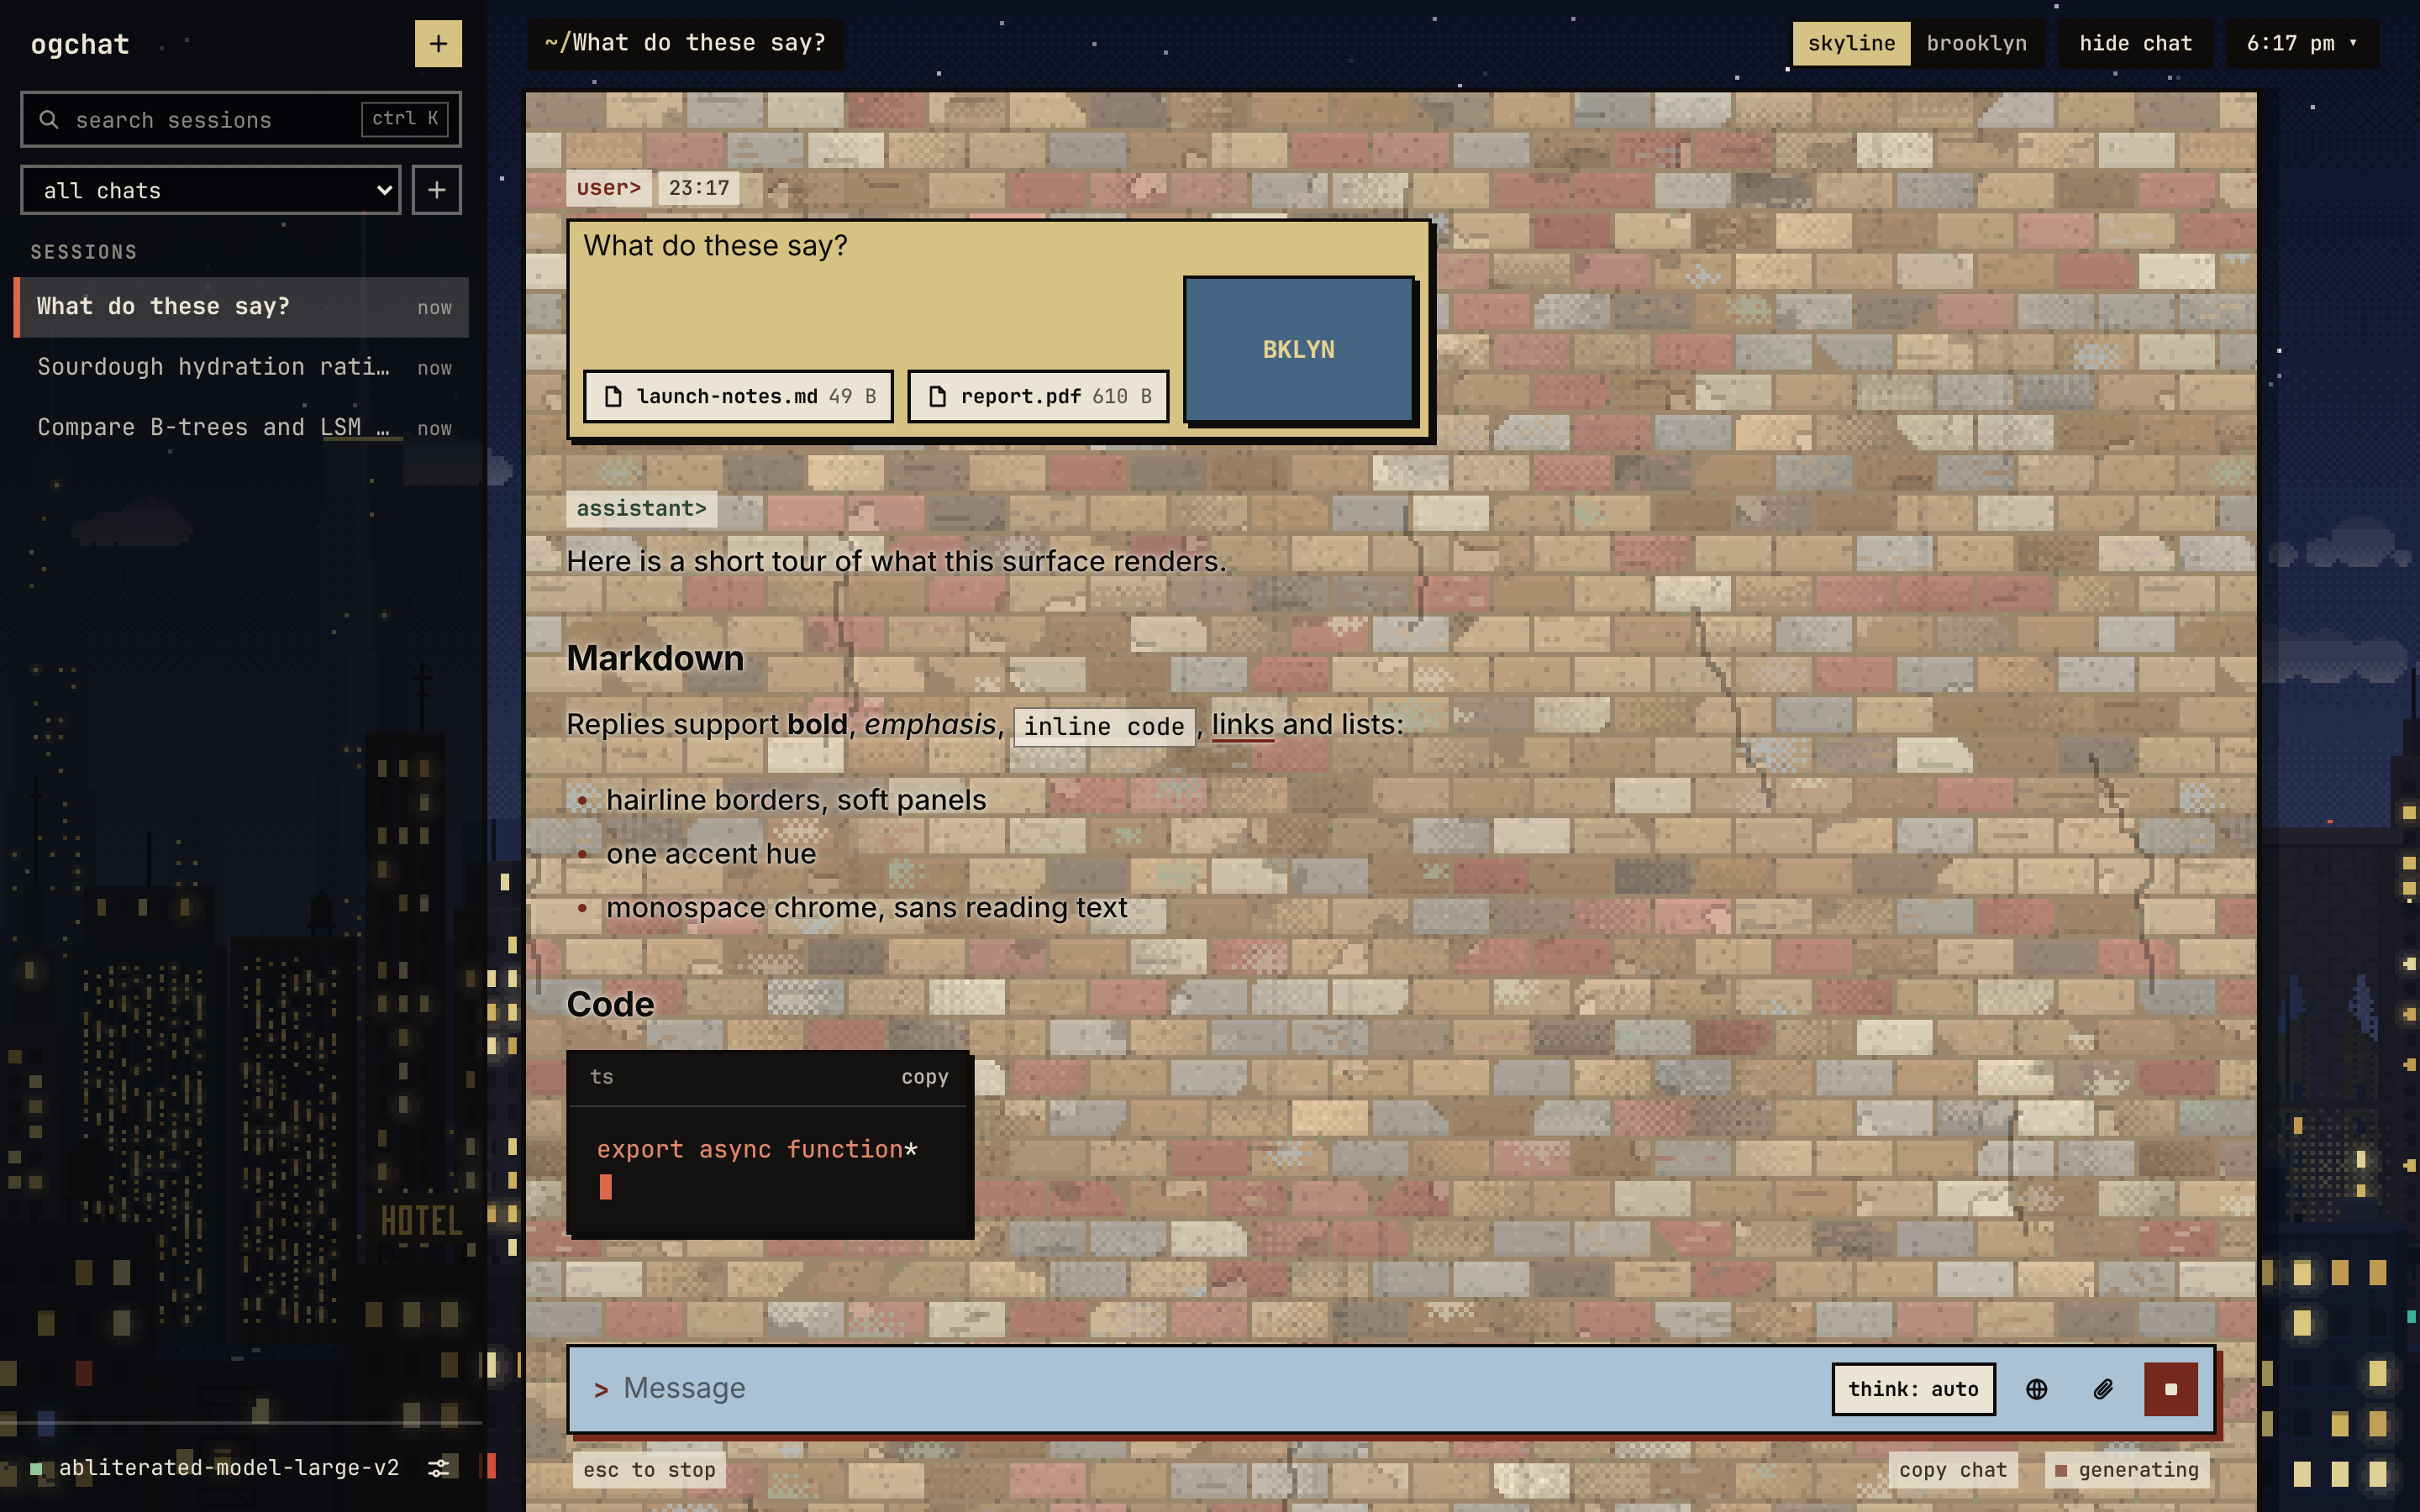 ogchat
+
search sessions ctrl K
all chats
+
SESSIONS
What do these say? now
Sourdough hydration rati… now
Compare B-trees and LSM … now
HOTEL
abliterated-model-large-v2
~/What do these say?
skyline brooklyn
hide chat
6:17 pm
user> 23:17
What do these say?
launch-notes.md 49 B
report.pdf 610 B
BKLYN
assistant>
Here is a short tour of what this surface renders.
Markdown
Replies support bold, emphasis, inline code, links and lists:
• hairline borders, soft panels
• one accent hue
• monospace chrome, sans reading text
Code
ts copy
export async function*
> Message
think: auto
esc to stop
copy chat
generating